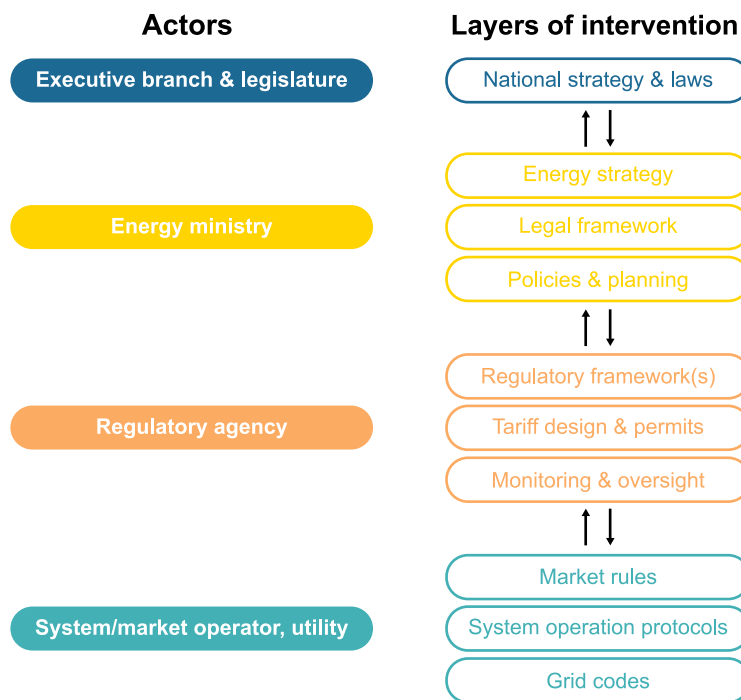 Actors
Layers of intervention
Executive branch & legislature
National strategy & laws
Energy strategy
Energy ministry
Legal framework
Policies & planning
Regulatory framework(s)
Regulatory agency
Tariff design & permits
Monitoring & oversight
Market rules
System/market operator, utility
System operation protocols
Grid codes